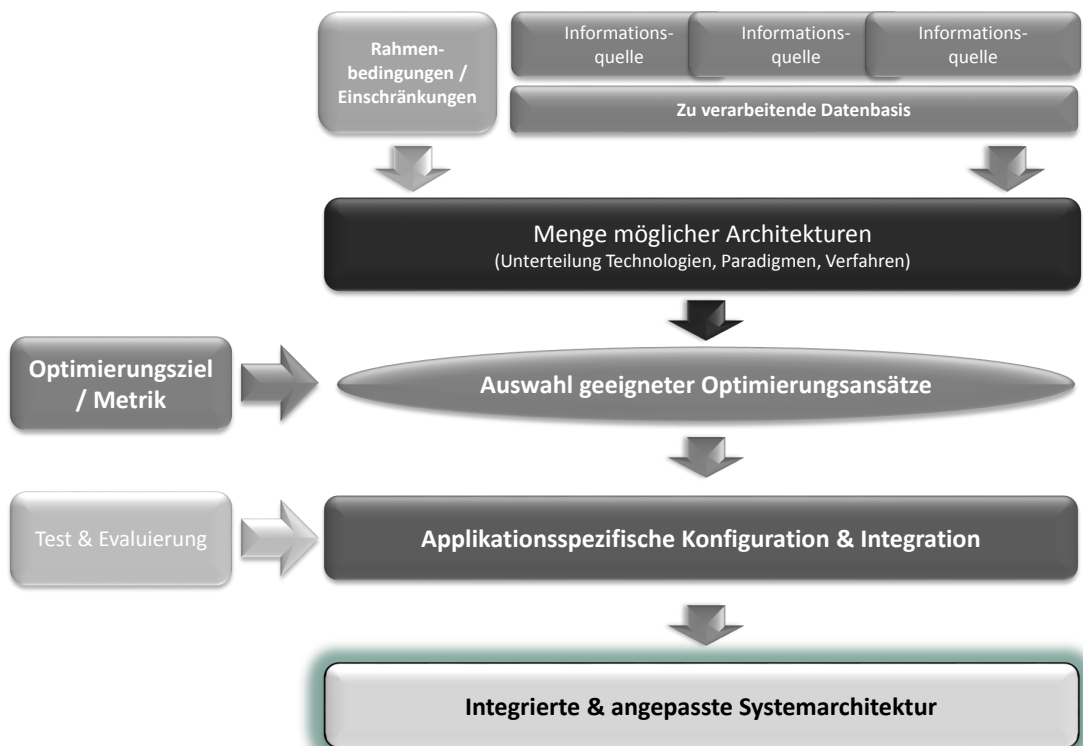 Rahmen-
bedingungen /
Einschränkungen
Informations-
quelle
Informations-
quelle
Informations-
quelle
Zu verarbeitende Datenbasis
Menge möglicher Architekturen
(Unterteilung Technologien, Paradigmen, Verfahren)
Optimierungsziel
/ Metrik
Auswahl geeigneter Optimierungsansätze
Test & Evaluierung
Applikationsspezifische Konfiguration & Integration
Integrierte & angepasste Systemarchitektur